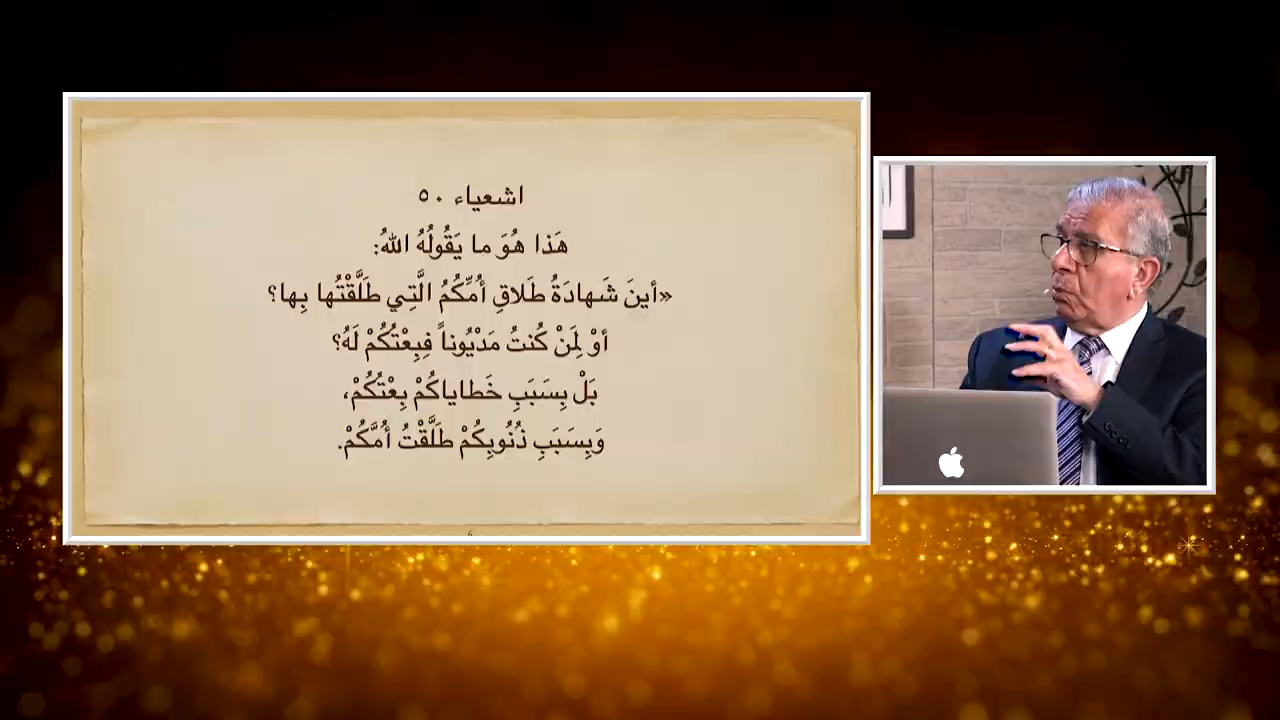 اشعياء ٥٠
هَذا هُوَ ما يَقُولُهُ اللهُ:
«أينَ شَهادَةُ طَلاقِ أُمِّكُمُ الَّتِي طَلَّقْتُها بِها؟
أوْ لِمَنْ كُنتُ مَدْيُوناً فَبِعْتُكُمْ لَهُ؟
بَلْ بِسَبَبِ خَطاياكُمْ بِعْتُكُمْ،
وَبِسَبَبِ ذُنُوبِكُمْ طَلَّقْتُ أُمَّكُمْ.